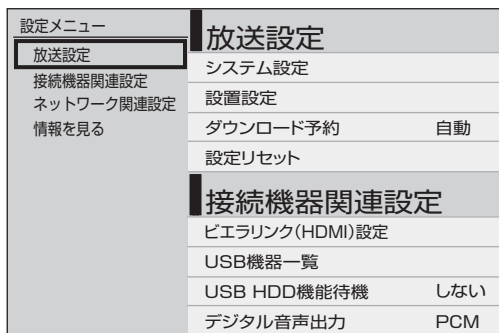 設定メニュー
放送設定
接続機器関連設定
ネットワーク関連設定
情報を見る
放送設定
システム設定
設置設定
ダウンロード予約 自動
設定リセット
接続機器関連設定
ビエラリンク(HDMI)設定
USB機器一覧
USB HDD機能待機 しない
デジタル音声出力 PCM